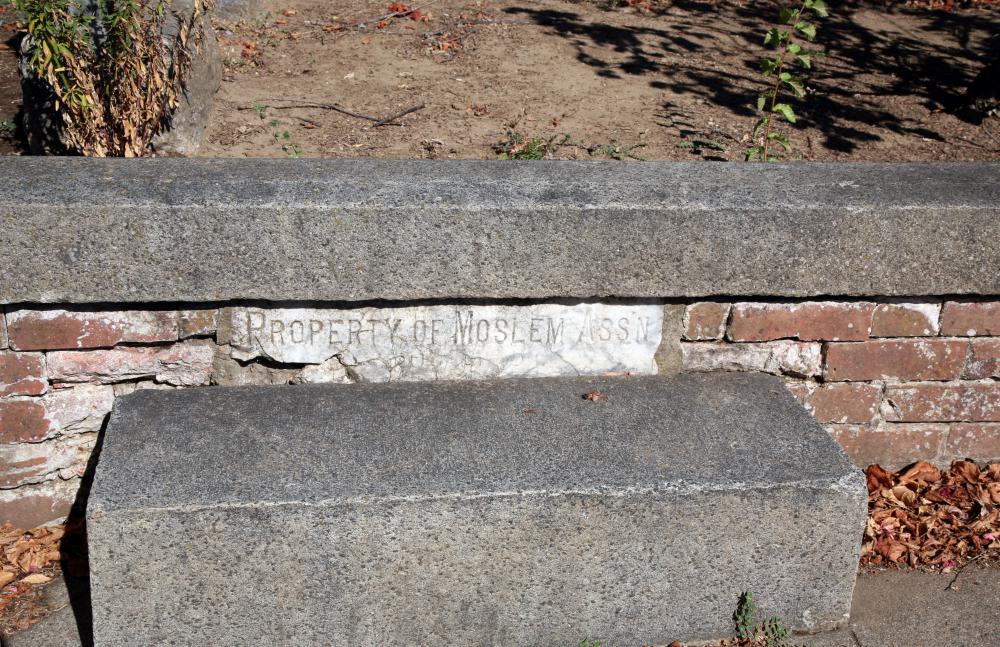 PROPERTY OF MOSLEM ASS'N